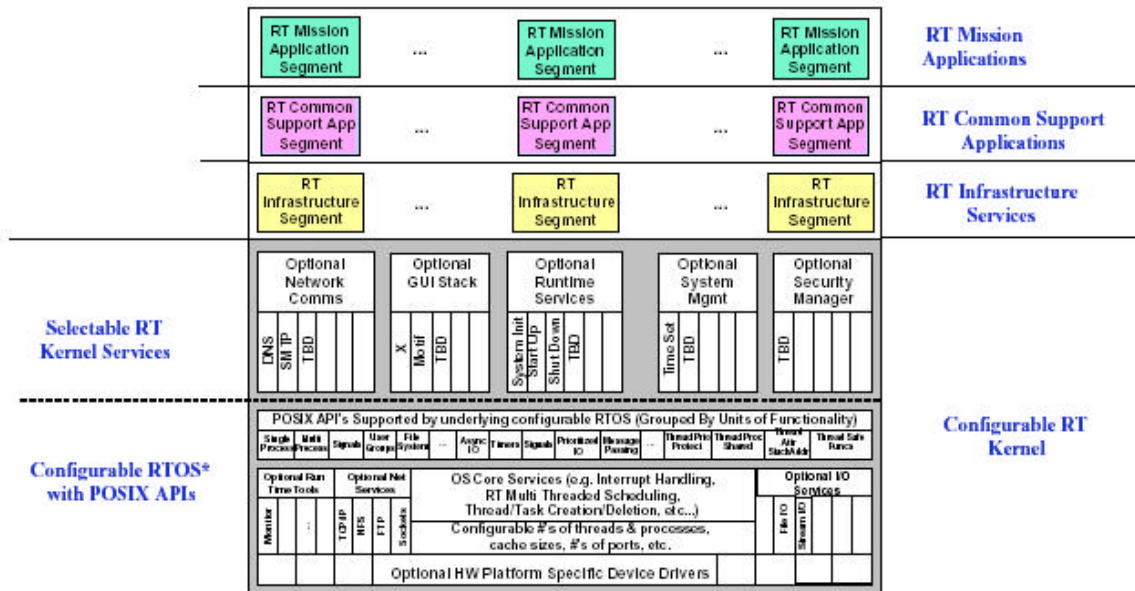 RT Mission
Application
Segment
...
RT Mission
Application
Segment
...
RT Mission
Application
Segment
RT Mission
Applications
RT Common
Support App
Segment
...
RT Common
Support App
Segment
...
RT Common
Support App
Segment
RT Common Support
Applications
RT
Infrastructure
Segment
...
RT
Infrastructure
Segment
...
RT
Infrastructure
Segment
RT Infrastructure
Services
Selectable RT
Kernel Services
Optional
Network
Comms
DNS
SMTP
TBD
Optional
GUI Stack
X
Motif
TBD
Optional
Runtime
Services
System Init
Start Up
Shut Down
TBD
Optional
System
Mgmt
Time Set
TBD
Optional
Security
Manager
TBD
Configurable RT
Kernel
Configurable RTOS*
with POSIX APIs
POSIX API's Supported by underlying configurable RTOS (Grouped By Units of Functionality)
Single
Process
Multi
Process
Signals
User
Groups
File
System
...
Async
IO
Timers
Signals
Prioritized
IO
Message
Passing
...
Thread Prio
Protect
Thread Proc
Shared
Thread
Attr
StackAddr
Thread Safe
Funcs
Optional Run
Time Tools
Monitor
:
Optional Net
Services
TCP/IP
NFS
FTP
Sockets
OS Core Services (e.g. Interrupt Handling,
RT Multi Threaded Scheduling,
Thread/Task Creation/Deletion, etc...)
Configurable #'s of threads & processes,
cache sizes, #'s of ports, etc.
Optional I/O
Services
File IO
Stream IO
Optional HW Platform Specific Device Drivers